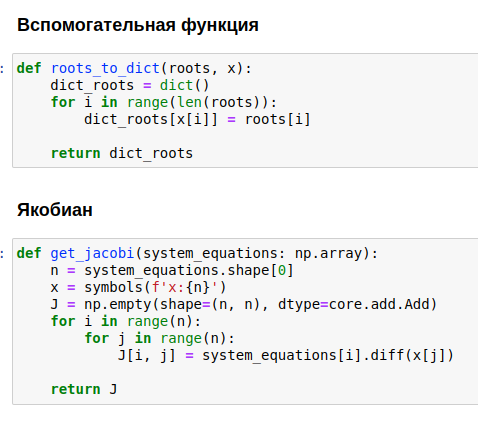 Вспомогательная функция
: def roots_to_dict(roots, x):
    dict_roots = dict()
    for i in range(len(roots)):
        dict_roots[x[i]] = roots[i]

    return dict_roots
Якобиан
: def get_jacobi(system_equations: np.array):
    n = system_equations.shape[0]
    x = symbols(f'x:{n}')
    J = np.empty(shape=(n, n), dtype=core.add.Add)
    for i in range(n):
        for j in range(n):
            J[i, j] = system_equations[i].diff(x[j])

    return J